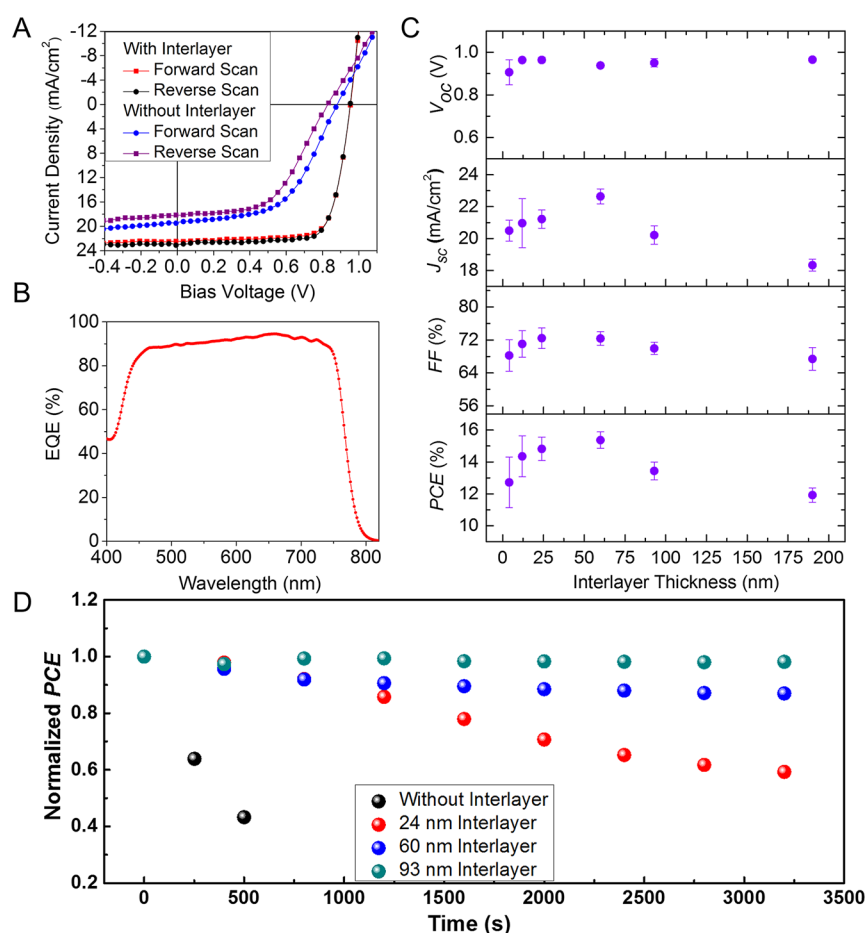 A
-12
-8
-4
0
4
8
12
16
20
24
Current Density (mA/cm²)
With Interlayer
Forward Scan
Reverse Scan
Without Interlayer
Forward Scan
Reverse Scan
-0.4 -0.2 0.0 0.2 0.4 0.6 0.8 1.0
Bias Voltage (V)
B
100
80
60
40
20
0
EQE (%)
400 500 600 700 800
Wavelength (nm)
C
1.0
0.8
0.6
VOC (V)
24
22
20
18
JSC (mA/cm²)
80
72
64
56
FF (%)
16
14
12
10
PCE (%)
0 25 50 75 100 125 150 175 200
Interlayer Thickness (nm)
D
1.2
1.0
0.8
0.6
0.4
0.2
Normalized PCE
Without Interlayer
24 nm Interlayer
60 nm Interlayer
93 nm Interlayer
0 500 1000 1500 2000 2500 3000 3500
Time (s)